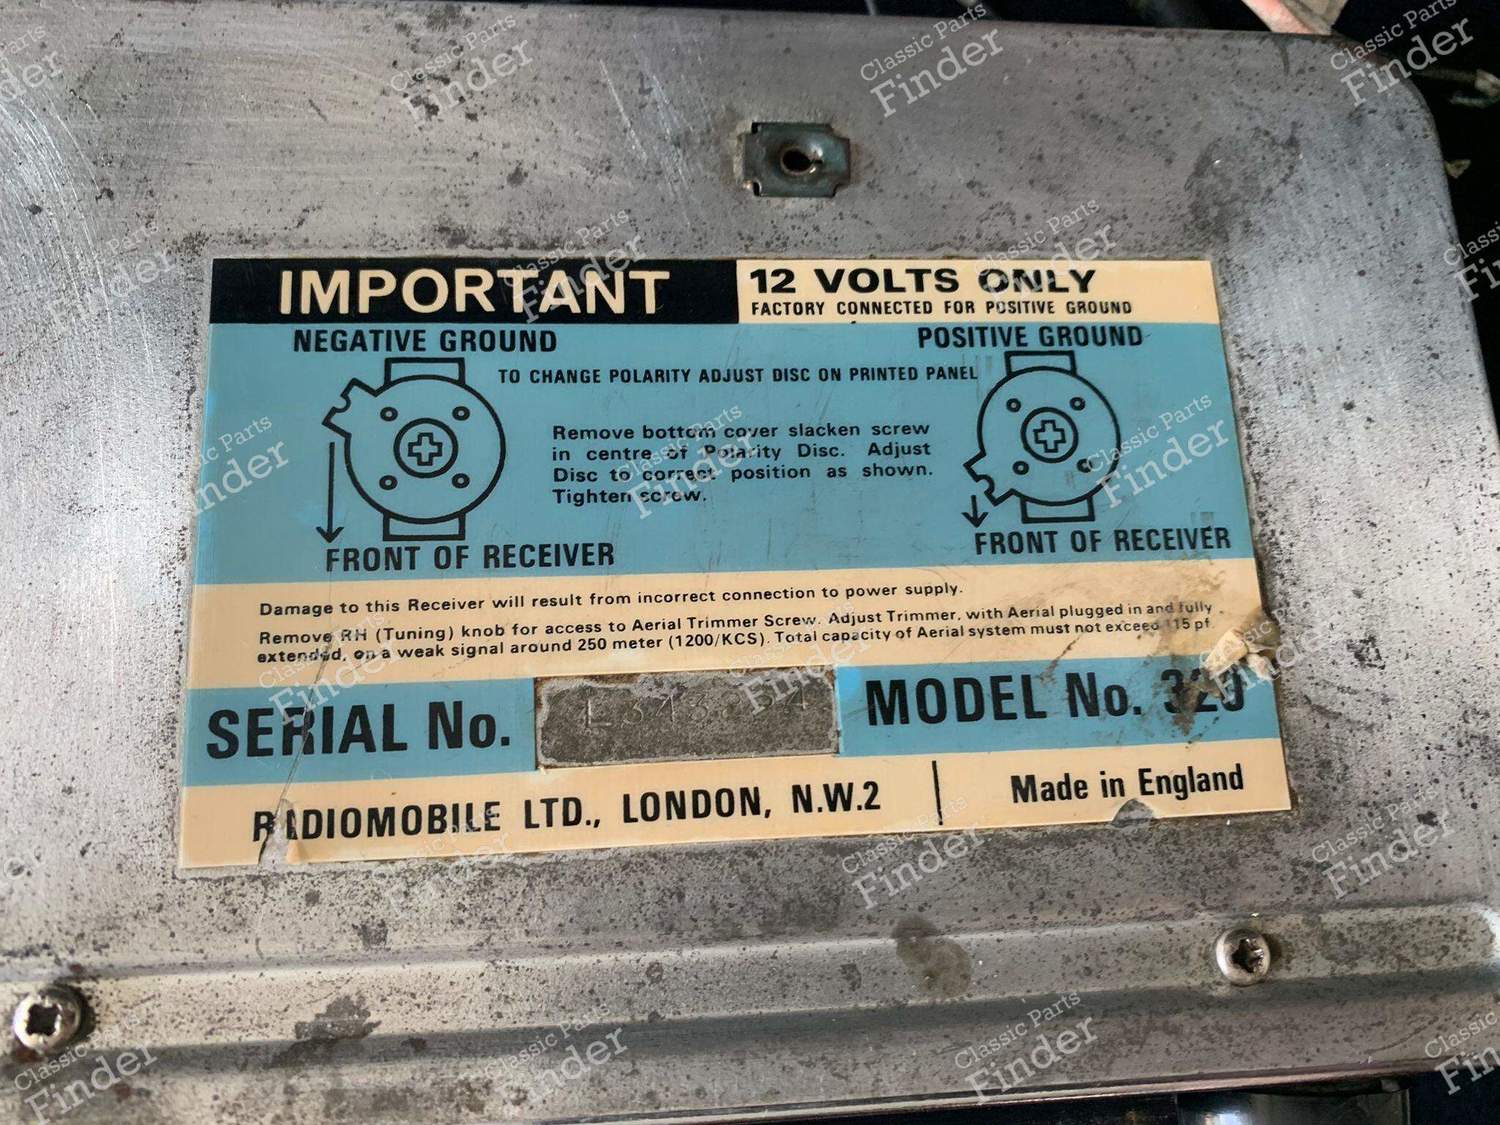 IMPORTANT
12 VOLTS ONLY
FACTORY CONNECTED FOR POSITIVE GROUND
NEGATIVE GROUND
POSITIVE GROUND
TO CHANGE POLARITY ADJUST DISC ON PRINTED PANEL
Remove bottom cover slacken screw
in centre of Polarity Disc. Adjust
Disc to correct position as shown.
Tighten screw.
FRONT OF RECEIVER
FRONT OF RECEIVER
Damage to this Receiver will result from incorrect connection to power supply.
Remove RH (Tuning) knob for access to Aerial Trimmer Screw. Adjust Trimmer, with Aerial plugged in and fully
extended, on a weak signal around 250 meter (1200/KCS). Total capacity of Aerial system must not exceed 115 pf.
SERIAL No.
MODEL No. 320
RADIOMOBILE LTD., LONDON, N.W.2
Made in England
Classic Parts
Finder